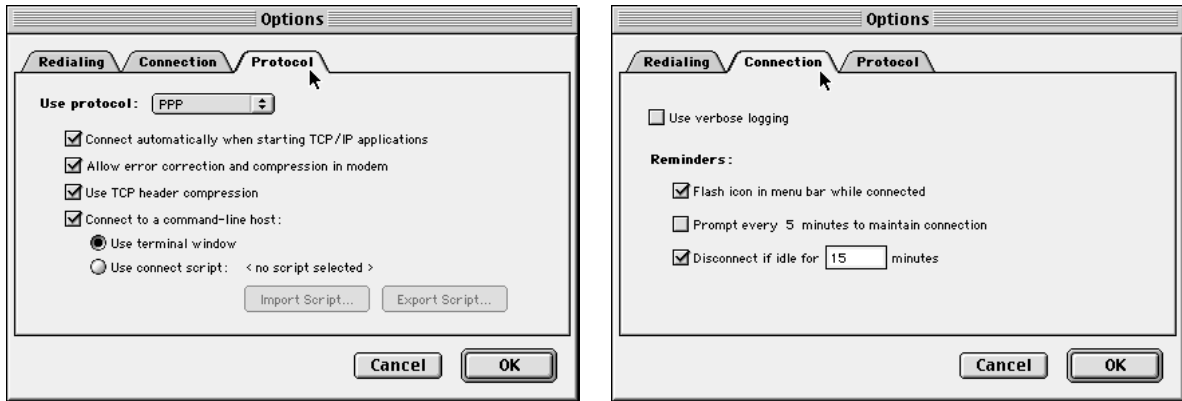 Options
Redialing Connection Protocol
Use protocol: PPP
Connect automatically when starting TCP/IP applications
Allow error correction and compression in modem
Use TCP header compression
Connect to a command-line host:
Use terminal window
Use connect script: < no script selected >
Import Script... Export Script...
Cancel OK
Options
Redialing Connection Protocol
Use verbose logging
Reminders:
Flash icon in menu bar while connected
Prompt every 5 minutes to maintain connection
Disconnect if idle for 15 minutes
Cancel OK